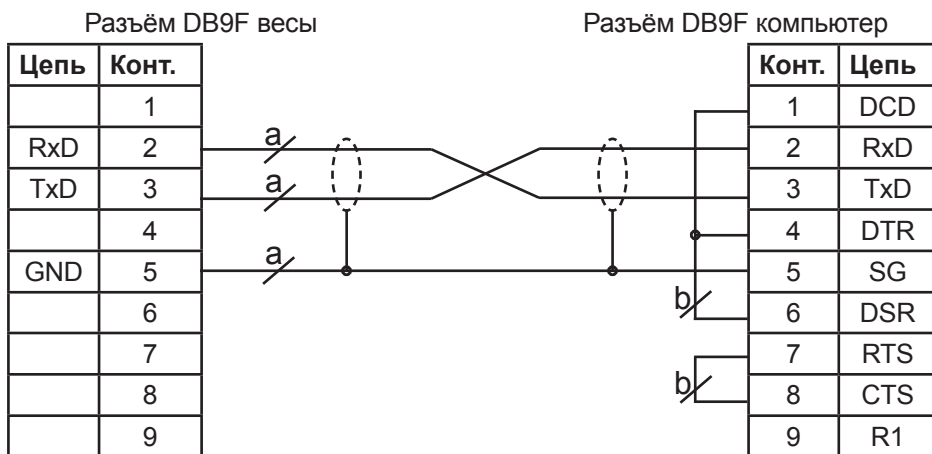 Разъём DB9F весы
Разъём DB9F компьютер
Цепь Конт.
Конт. Цепь
1
1 DCD
RxD 2
a
2 RxD
TxD 3
a
3 TxD
4
4 DTR
GND 5
a
5 SG
6
b
6 DSR
7
7 RTS
8
b
8 CTS
9
9 R1